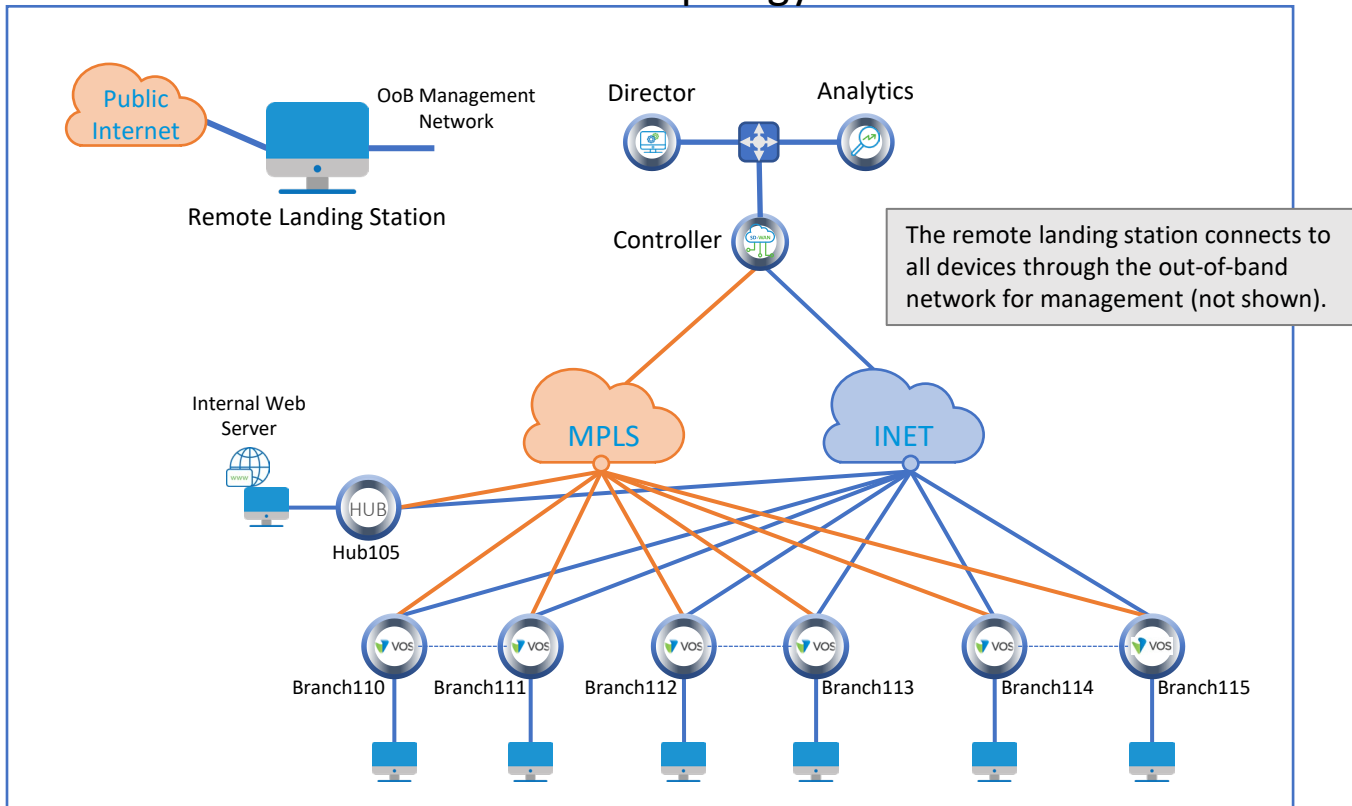 Public
Internet
OoB Management
Network
Remote Landing Station
Director
Analytics
Controller
SD-WAN
The remote landing station connects to
all devices through the out-of-band
network for management (not shown).
Internal Web
Server
www
MPLS
INET
HUB
Hub105
VOS
VOS
VOS
VOS
VOS
VOS
Branch110
Branch111
Branch112
Branch113
Branch114
Branch115